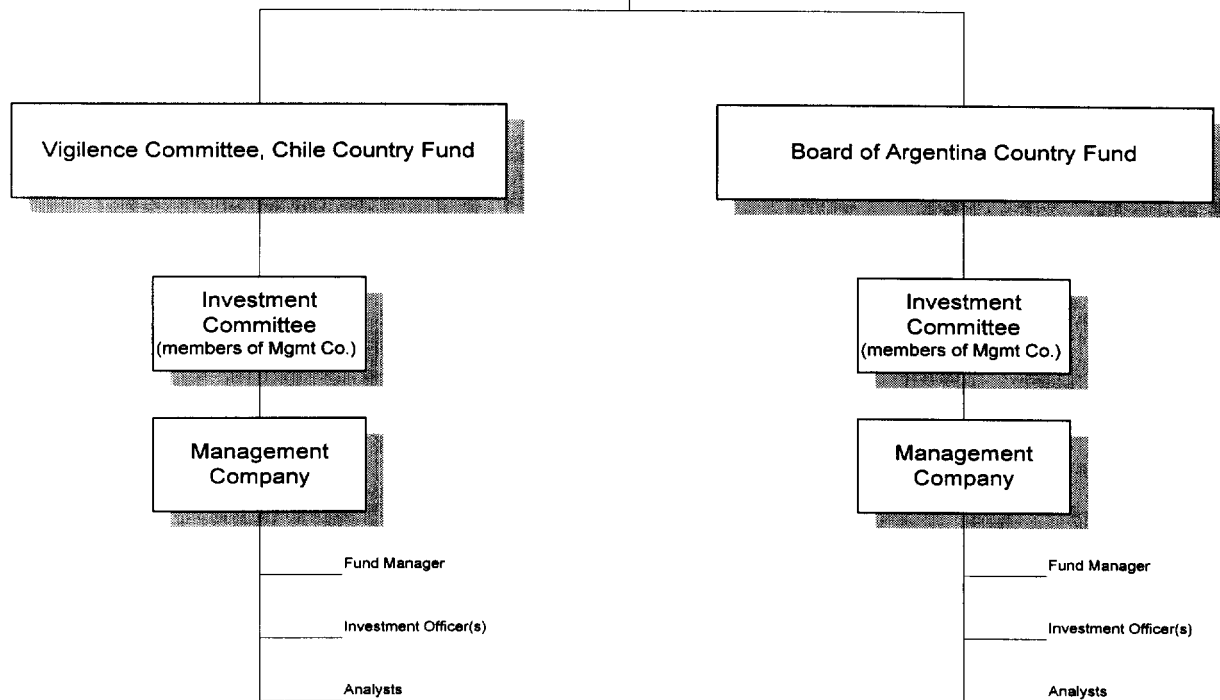 Vigilence Committee, Chile Country Fund
Board of Argentina Country Fund
Investment
Committee
(members of Mgmt Co.)
Investment
Committee
(members of Mgmt Co.)
Management
Company
Management
Company
Fund Manager
Fund Manager
Investment Officer(s)
Investment Officer(s)
Analysts
Analysts